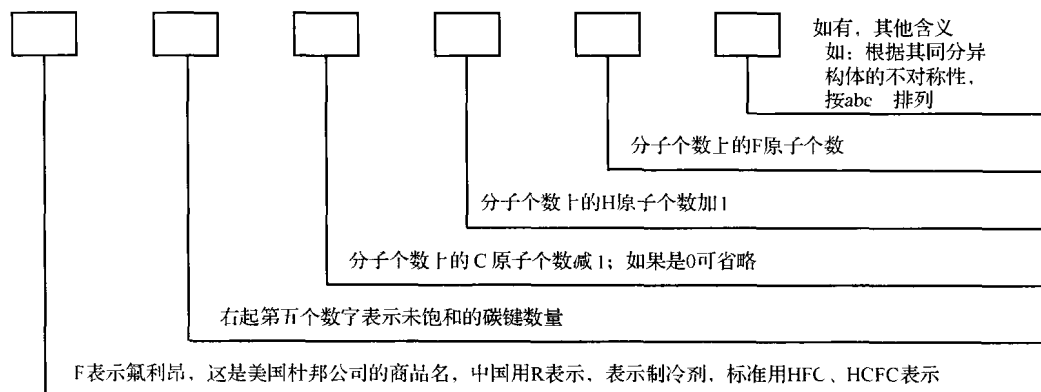 如有，其他含义
如：根据其同分异
构体的不对称性，
按abc 排列
分子个数上的F原子个数
分子个数上的H原子个数加1
分子个数上的C原子个数减1；如果是0可省略
右起第五个数字表示未饱和的碳键数量
F表示氟利昂，这是美国杜邦公司的商品名，中国用R表示，表示制冷剂，标准用HFC、HCFC表示